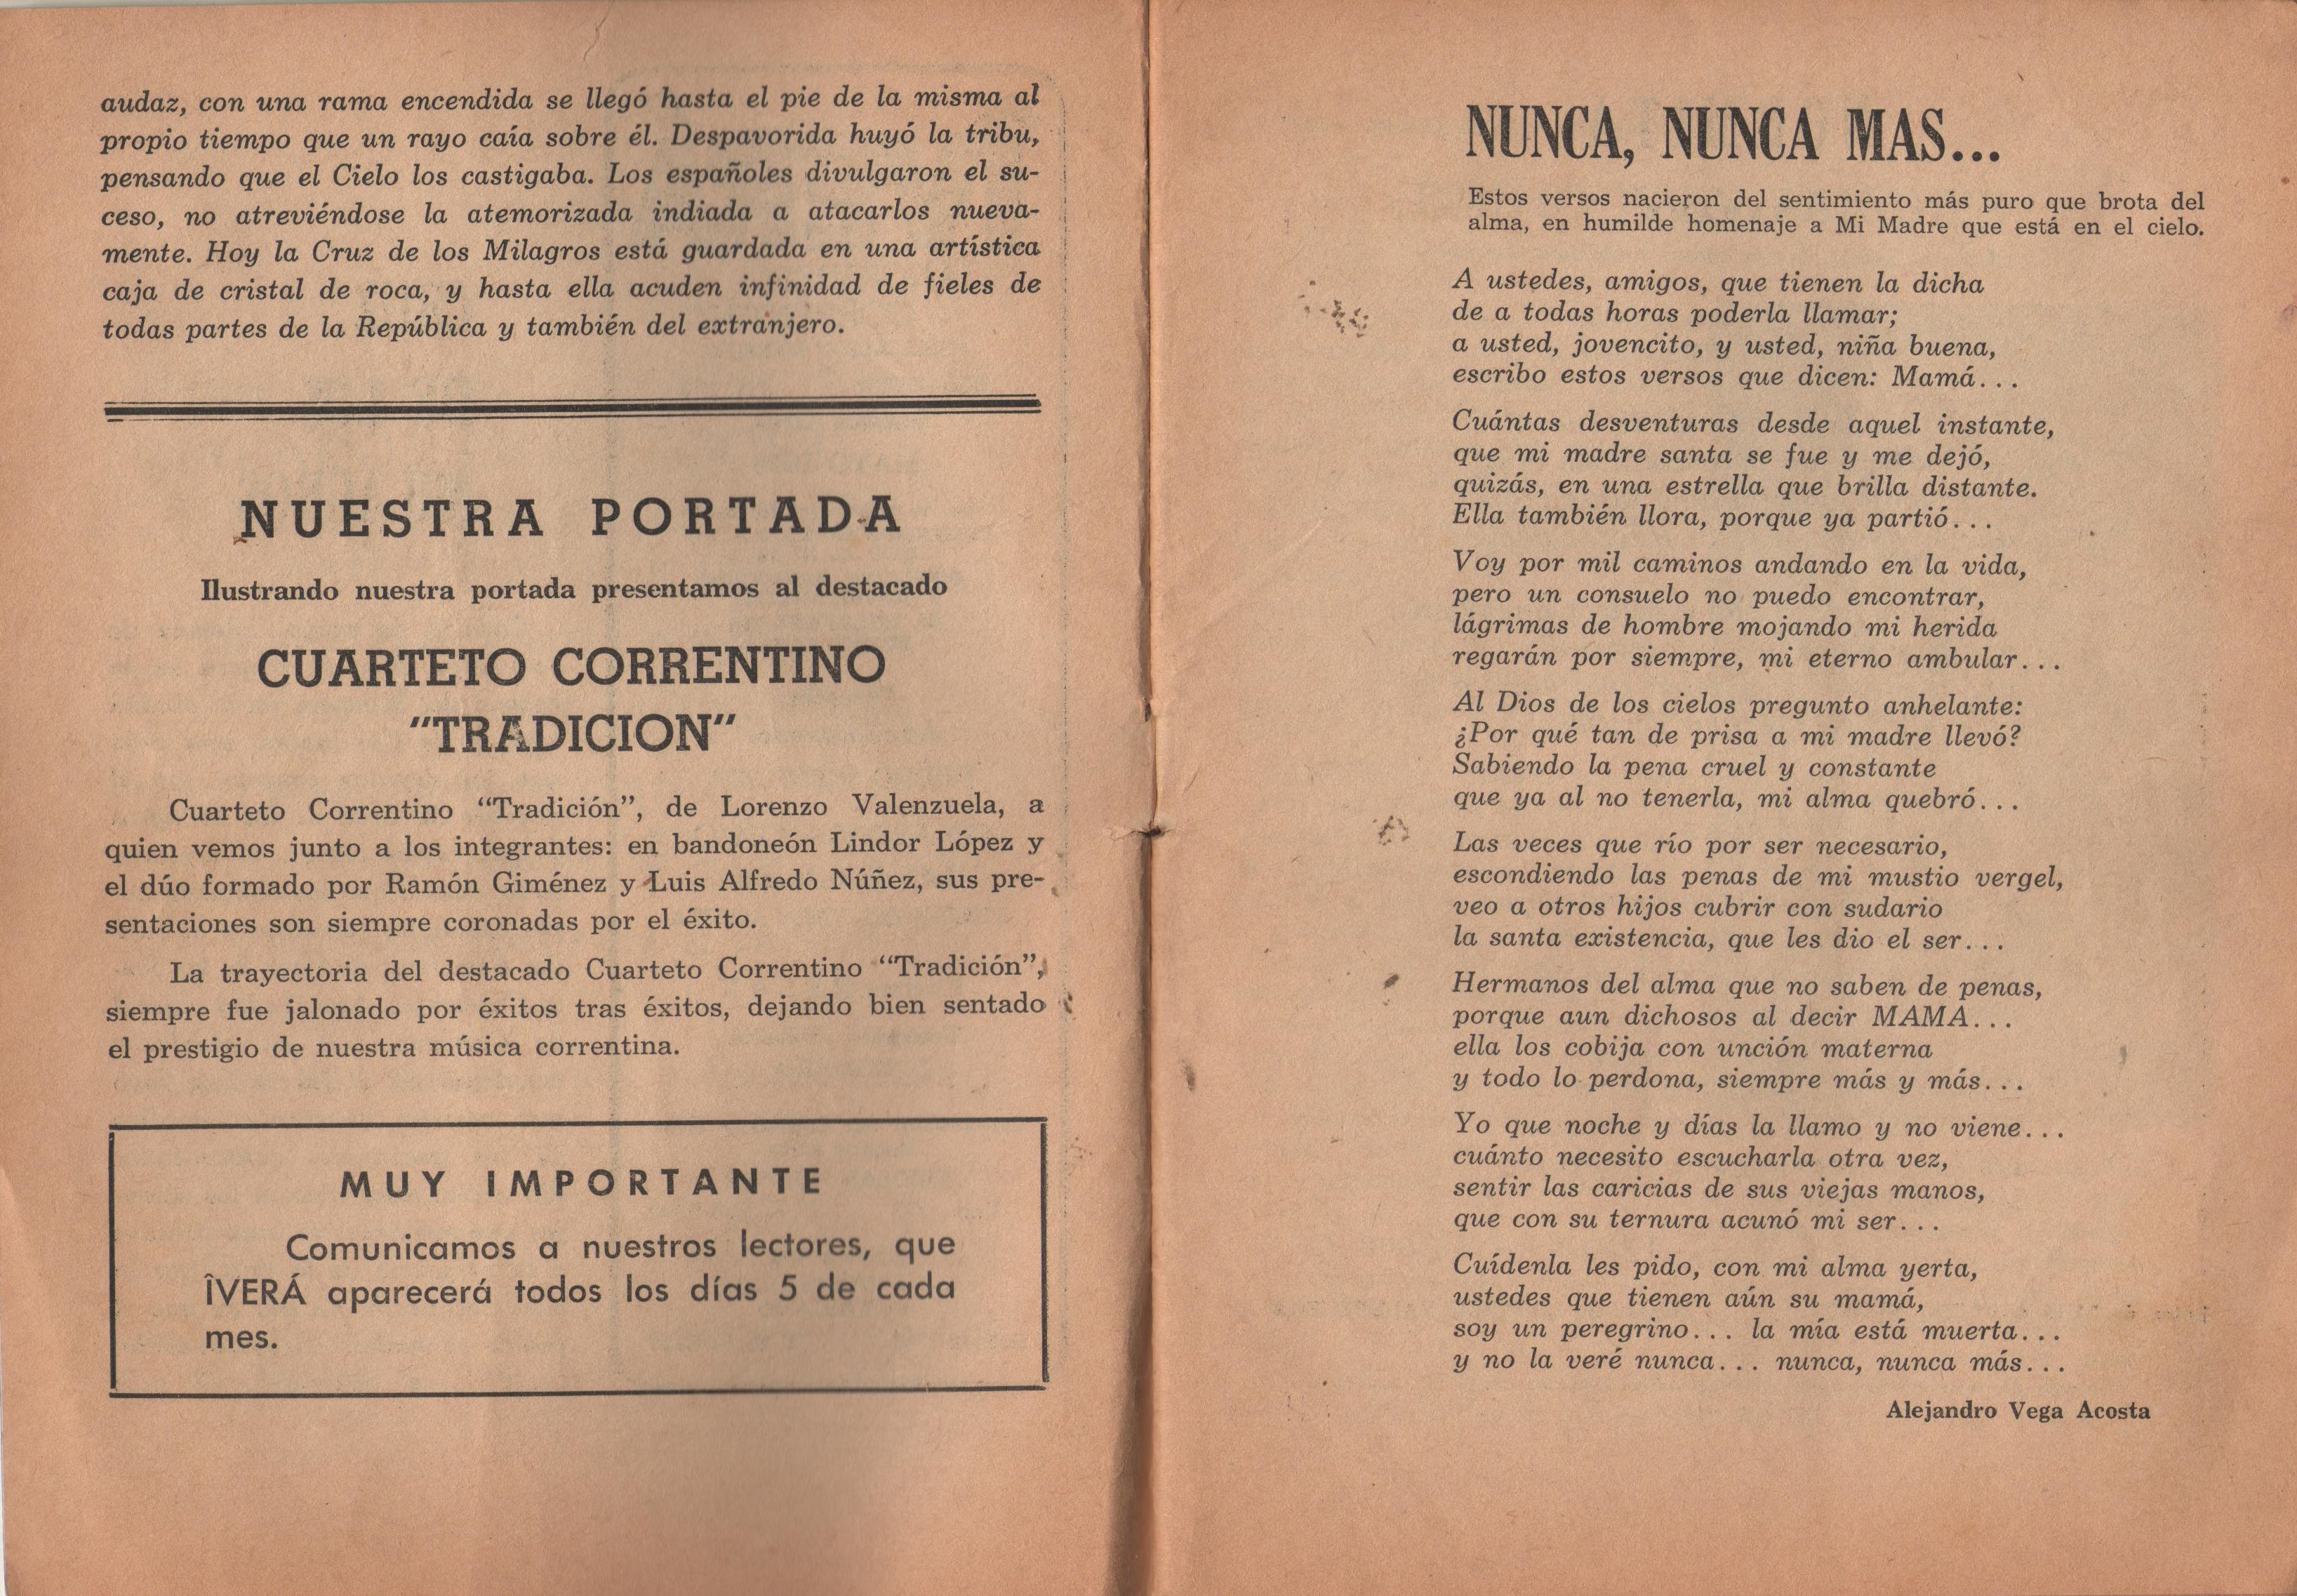 audaz, con una rama encendida se llegó hasta el pie de la misma al
propio tiempo que un rayo caía sobre él. Despavorida huyó la tribu,
pensando que el Cielo los castigaba. Los españoles divulgaron el su-
ceso, no atreviéndose la atemorizada indiada a atacarlos nueva-
mente. Hoy la Cruz de los Milagros está guardada en una artística
caja de cristal de roca, y hasta ella acuden infinidad de fieles de
todas partes de la República y también del extranjero.
NUESTRA PORTADA
Ilustrando nuestra portada presentamos al destacado
CUARTETO CORRENTINO
"TRADICION"
Cuarteto Correntino “Tradición”, de Lorenzo Valenzuela, a
quien vemos junto a los integrantes: en bandoneón Lindor López y
el dúo formado por Ramón Giménez y Luis Alfredo Núñez, sus pre-
sentaciones son siempre coronadas por el éxito.
La trayectoria del destacado Cuarteto Correntino “Tradición”,
siempre fue jalonado por éxitos tras éxitos, dejando bien sentado
el prestigio de nuestra música correntina.
MUY IMPORTANTE
Comunicamos a nuestros lectores, que
ÎVERÁ aparecerá todos los días 5 de cada
mes.
NUNCA, NUNCA MAS...
Estos versos nacieron del sentimiento más puro que brota del
alma, en humilde homenaje a Mi Madre que está en el cielo.
A ustedes, amigos, que tienen la dicha
de a todas horas poderla llamar;
a usted, jovencito, y usted, niña buena,
escribo estos versos que dicen: Mamá...
Cuántas desventuras desde aquel instante,
que mi madre santa se fue y me dejó,
quizás, en una estrella que brilla distante.
Ella también llora, porque ya partió...
Voy por mil caminos andando en la vida,
pero un consuelo no puedo encontrar,
lágrimas de hombre mojando mi herida
regarán por siempre, mi eterno ambular...
Al Dios de los cielos pregunto anhelante:
¿Por qué tan de prisa a mi madre llevó?
Sabiendo la pena cruel y constante
que ya al no tenerla, mi alma quebró...
Las veces que río por ser necesario,
escondiendo las penas de mi mustio vergel,
veo a otros hijos cubrir con sudario
la santa existencia, que les dio el ser...
Hermanos del alma que no saben de penas,
porque aun dichosos al decir MAMA...
ella los cobija con unción materna
y todo lo perdona, siempre más y más...
Yo que noche y días la llamo y no viene...
cuánto necesito escucharla otra vez,
sentir las caricias de sus viejas manos,
que con su ternura acunó mi ser...
Cuídenla les pido, con mi alma yerta,
ustedes que tienen aún su mamá,
soy un peregrino... la mía está muerta...
y no la veré nunca... nunca, nunca más...
Alejandro Vega Acosta